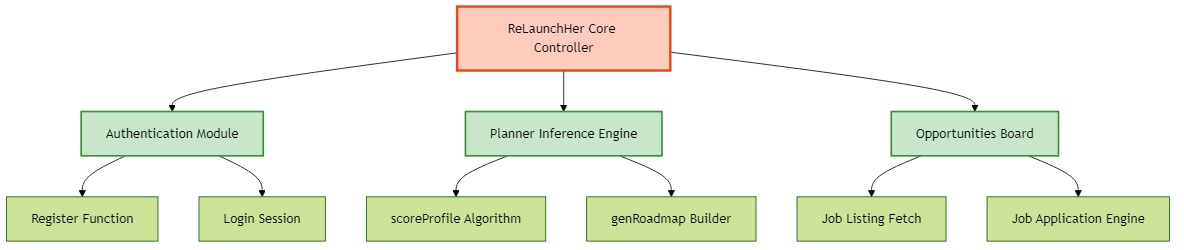 ReLaunchHer Core
Controller
Authentication Module
Planner Inference Engine
Opportunities Board
Register Function
Login Session
scoreProfile Algorithm
genRoadmap Builder
Job Listing Fetch
Job Application Engine